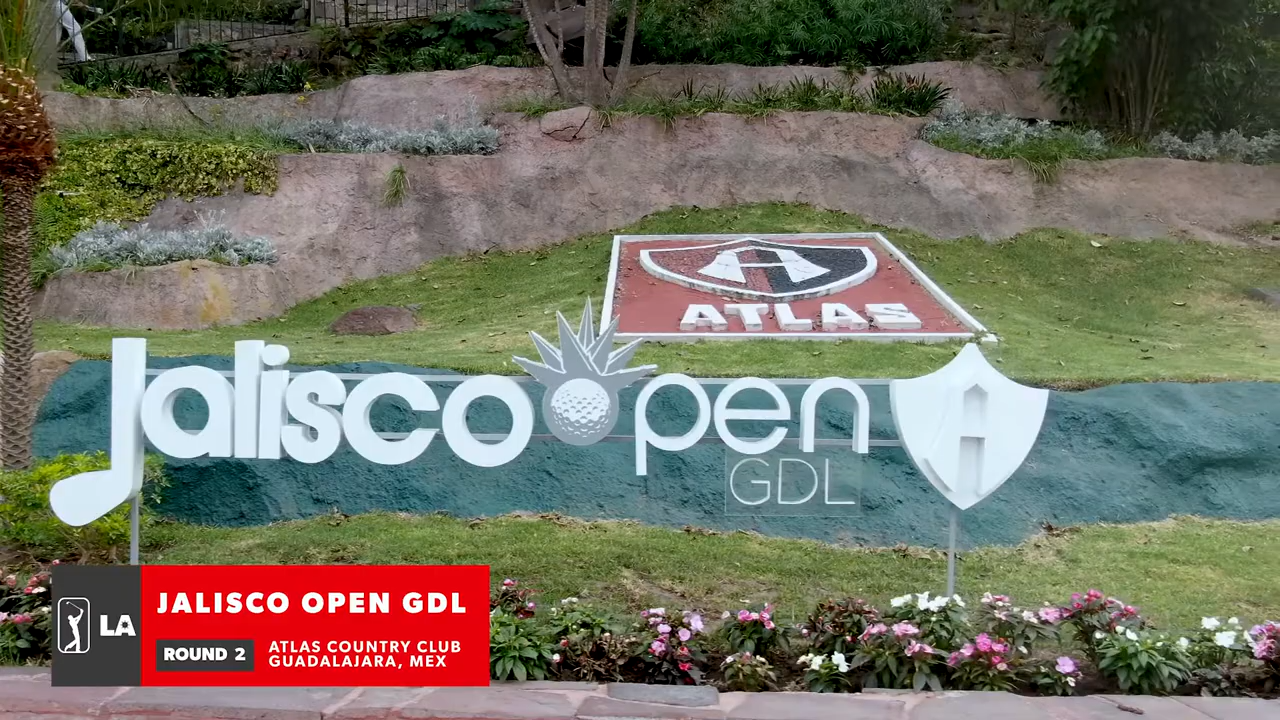 A
ATLAS
Jalisco open
GDL
A
LA
JALISCO OPEN GDL
ROUND 2
ATLAS COUNTRY CLUB
GUADALAJARA, MEX